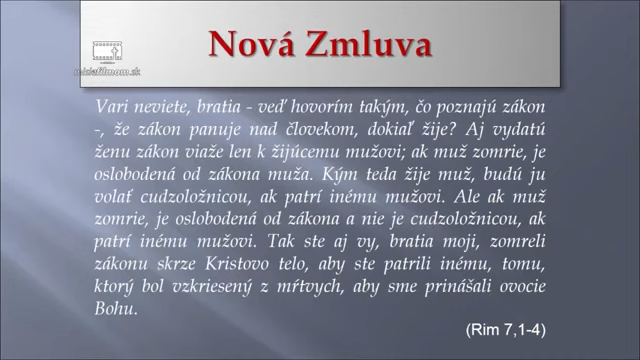 Nová Zmluva
Vari neviete, bratia - veď hovorím takým, čo poznajú zákon
-, že zákon panuje nad človekom, dokiaľ žije? Aj vydatú
ženu zákon viaže len k žijúcemu mužovi; ak muž zomrie, je
oslobodená od zákona muža. Kým teda žije muž, budú ju
volať cudzoložnicou, ak patrí inému mužovi. Ale ak muž
zomrie, je oslobodená od zákona a nie je cudzoložnicou, ak
patrí inému mužovi. Tak ste aj vy, bratia moji, zomreli
zákonu skrze Kristovo telo, aby ste patrili inému, tomu,
ktorý bol vzkriesený z mŕtvych, aby sme prinášali ovocie
Bohu.
(Rim 7,1-4)